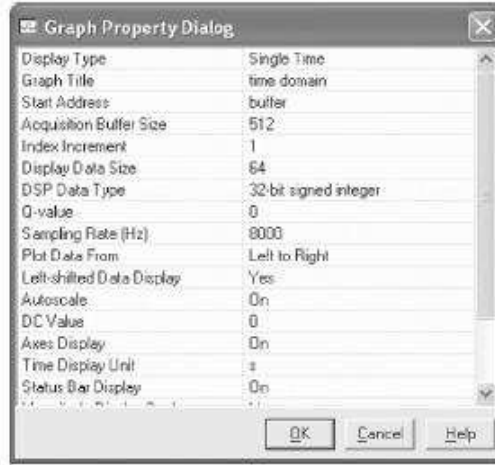 Graph Property Dialog
Display Type Single Time
Graph Title time domain
Start Address buffer
Acquisition Buffer Size 512
Index Increment 1
Display Data Size 64
DSP Data Type 32-bit signed integer
Q-value 0
Sampling Rate (Hz) 8000
Plot Data From Left to Right
Left-shifted Data Display Yes
Autoscale On
DC Value 0
Axes Display On
Time Display Unit s
Status Bar Display On
OK Cancel Help